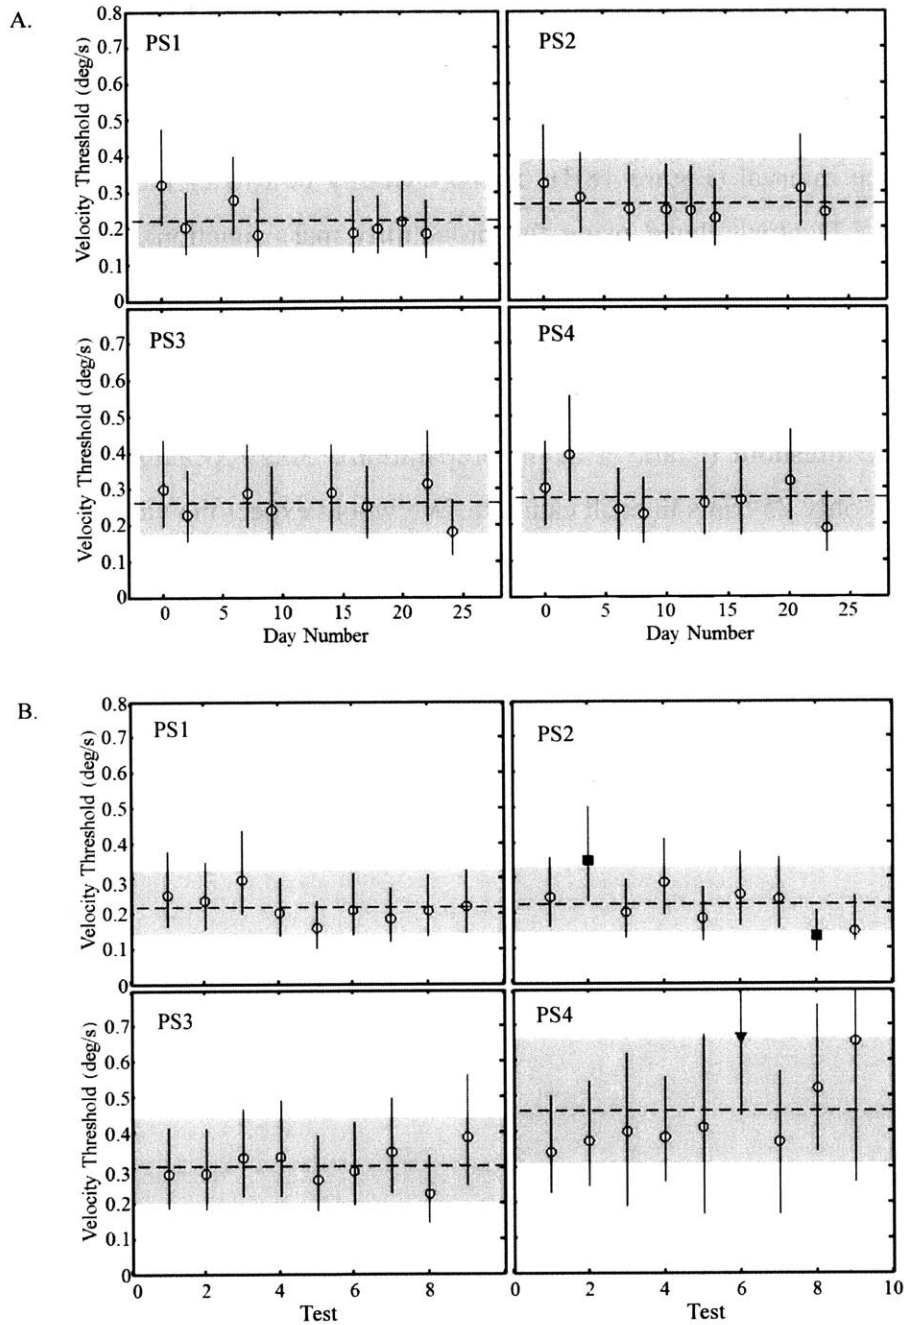 A.
PS1
PS2
Velocity Threshold (deg/s)
0.8
0.7
0.6
0.5
0.4
0.3
0.2
0.1
0
PS3
PS4
Velocity Threshold (deg/s)
0.7
0.6
0.5
0.4
0.3
0.2
0.1
0
0 5 10 15 20 25
0 5 10 15 20 25
Day Number
Day Number
B.
PS1
PS2
Velocity Threshold (deg/s)
0.8
0.7
0.6
0.5
0.4
0.3
0.2
0.1
0
PS3
PS4
Velocity Threshold (deg/s)
0.7
0.6
0.5
0.4
0.3
0.2
0.1
0
0 2 4 6 8
0 2 4 6 8 10
Test
Test